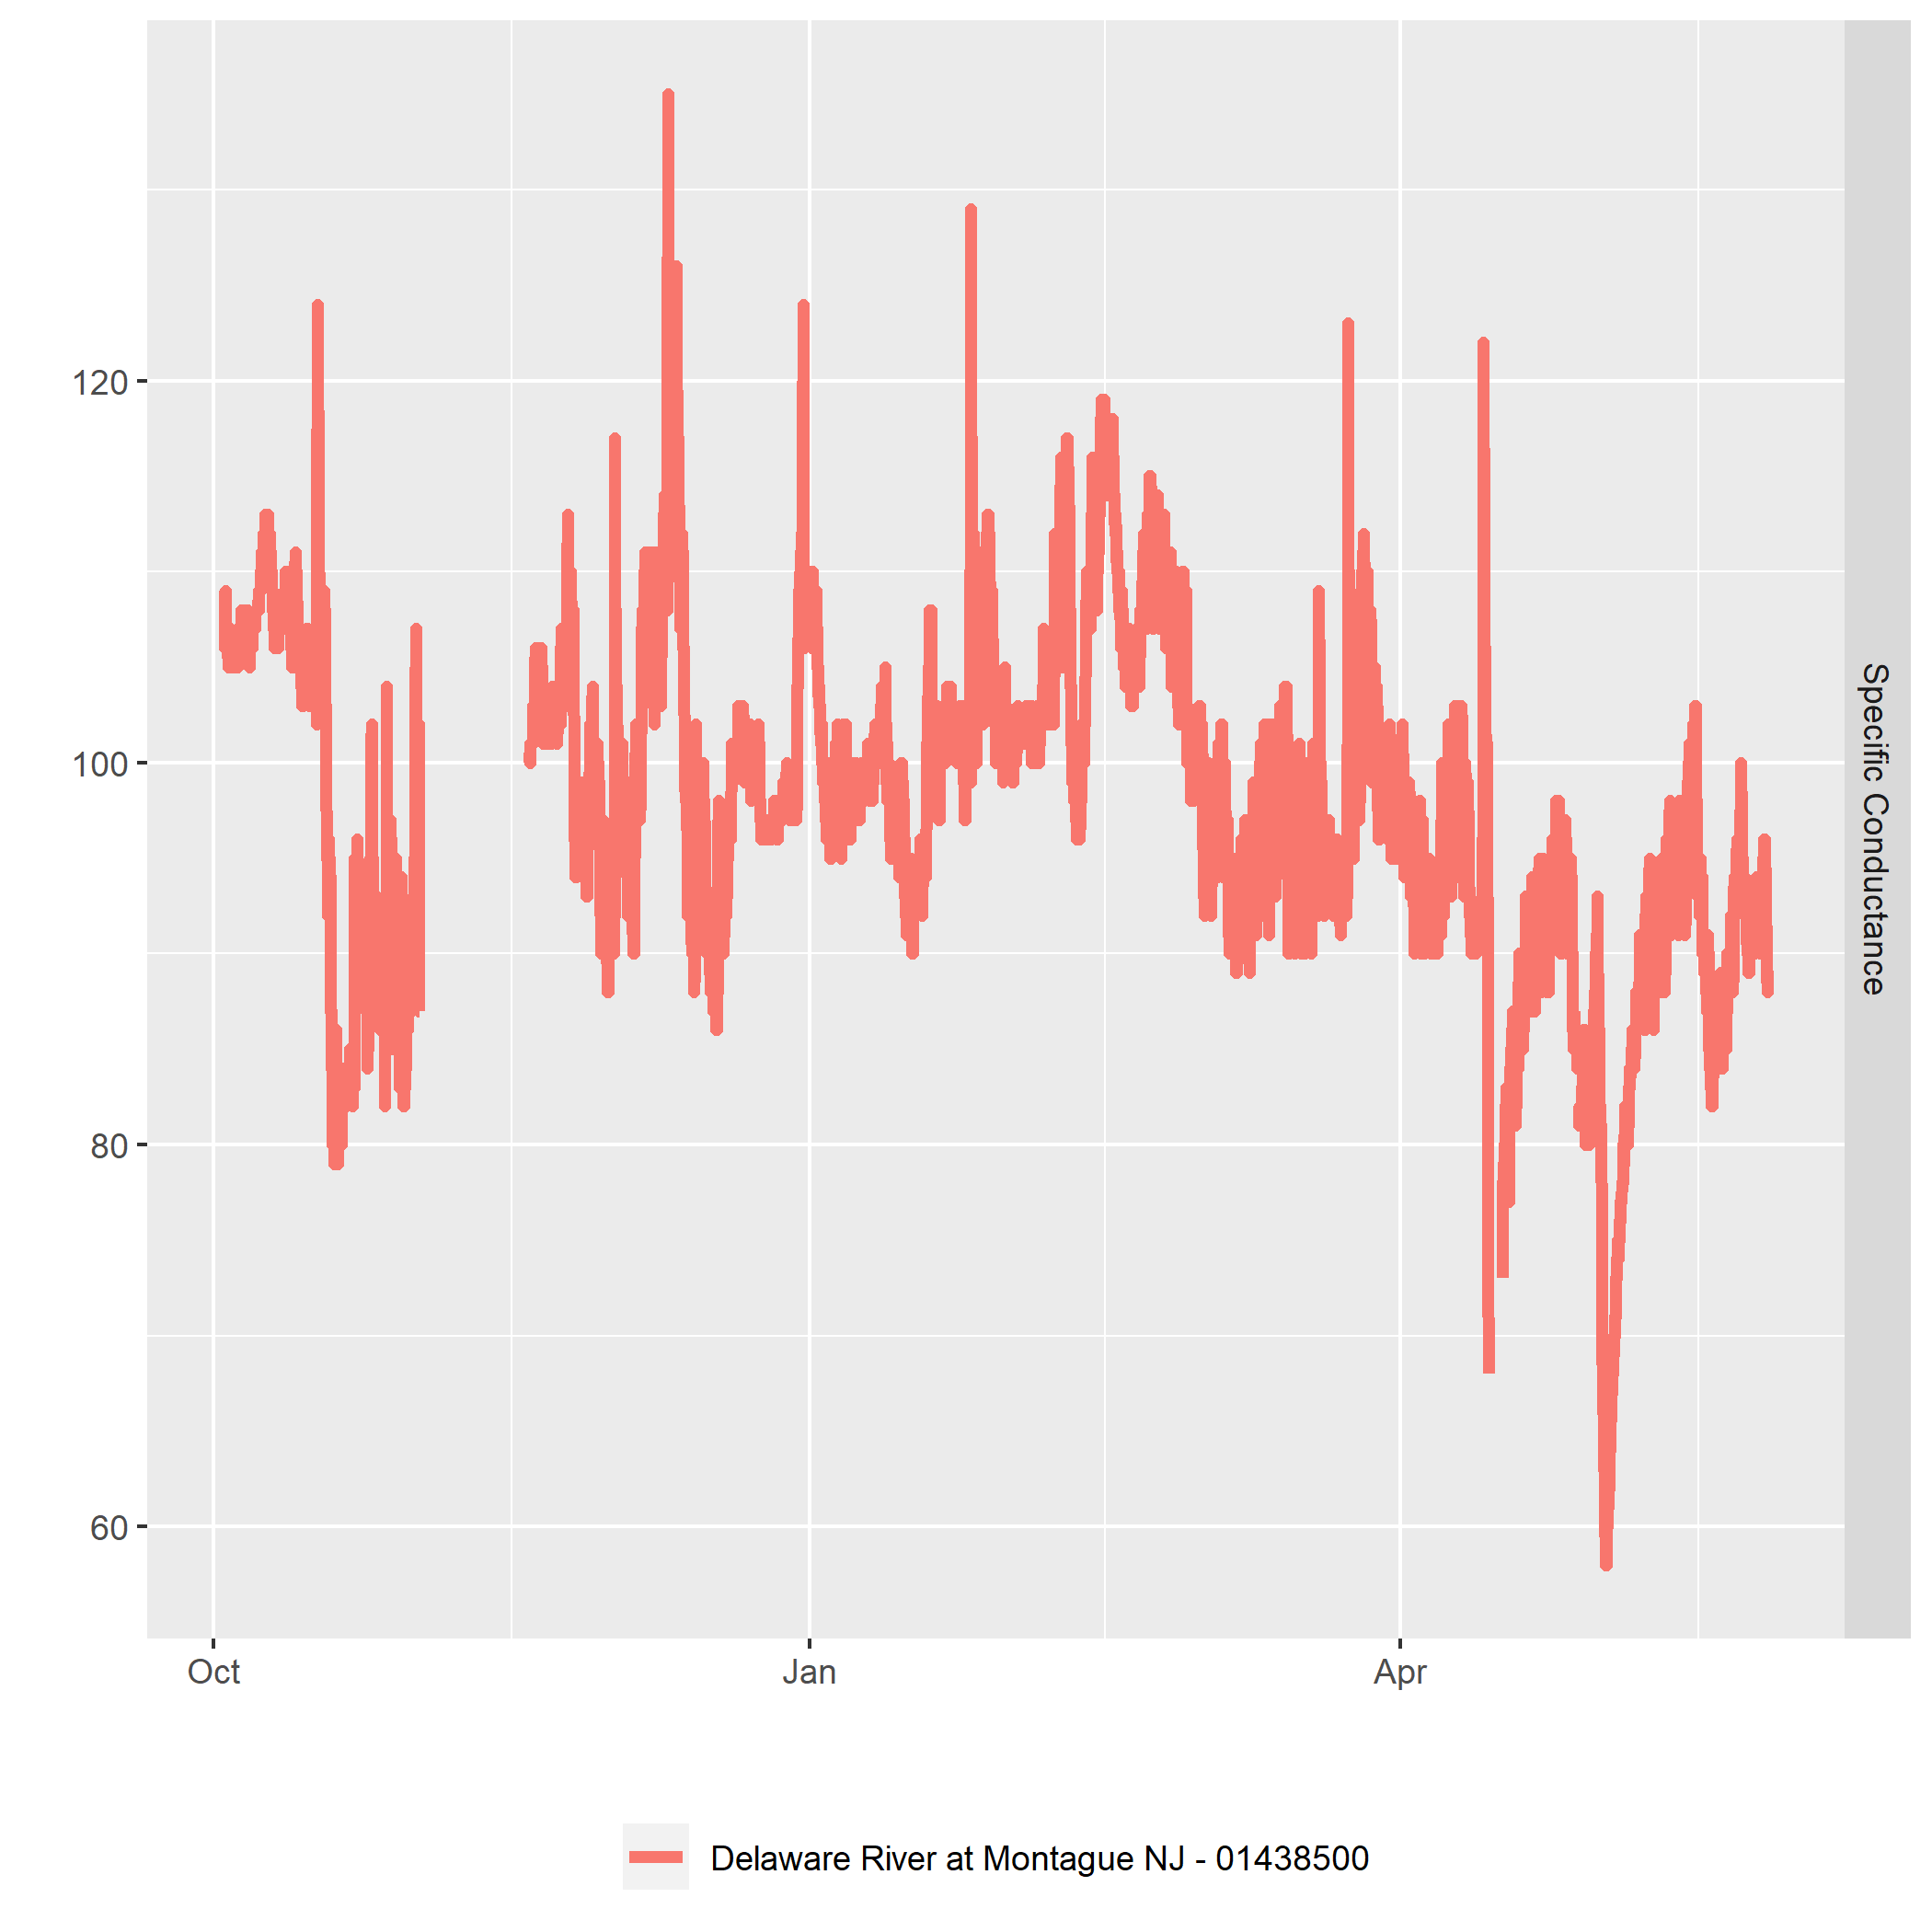 120
100
80
60
Specific Conductance
Oct Jan Apr
Delaware River at Montague NJ - 01438500